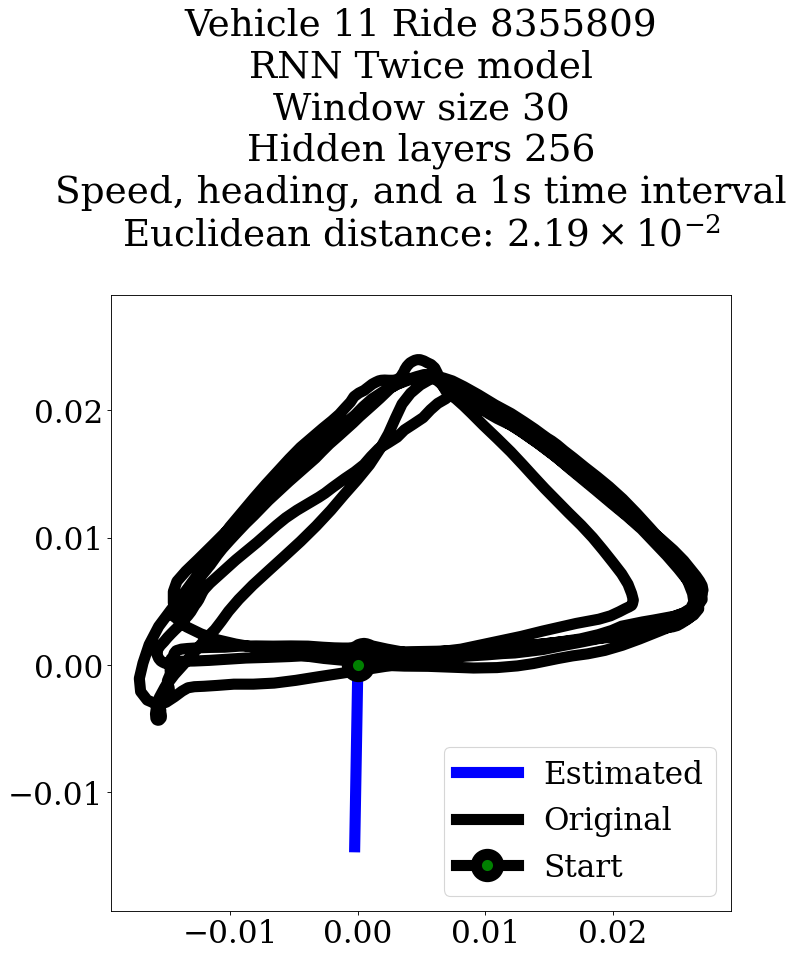 Vehicle 11 Ride 8355809
RNN Twice model
Window size 30
Hidden layers 256
Speed, heading, and a 1s time interval
Euclidean distance: 2.19 × 10⁻²
0.02
0.01
0.00
−0.01
Estimated
Original
Start
−0.01 0.00 0.01 0.02